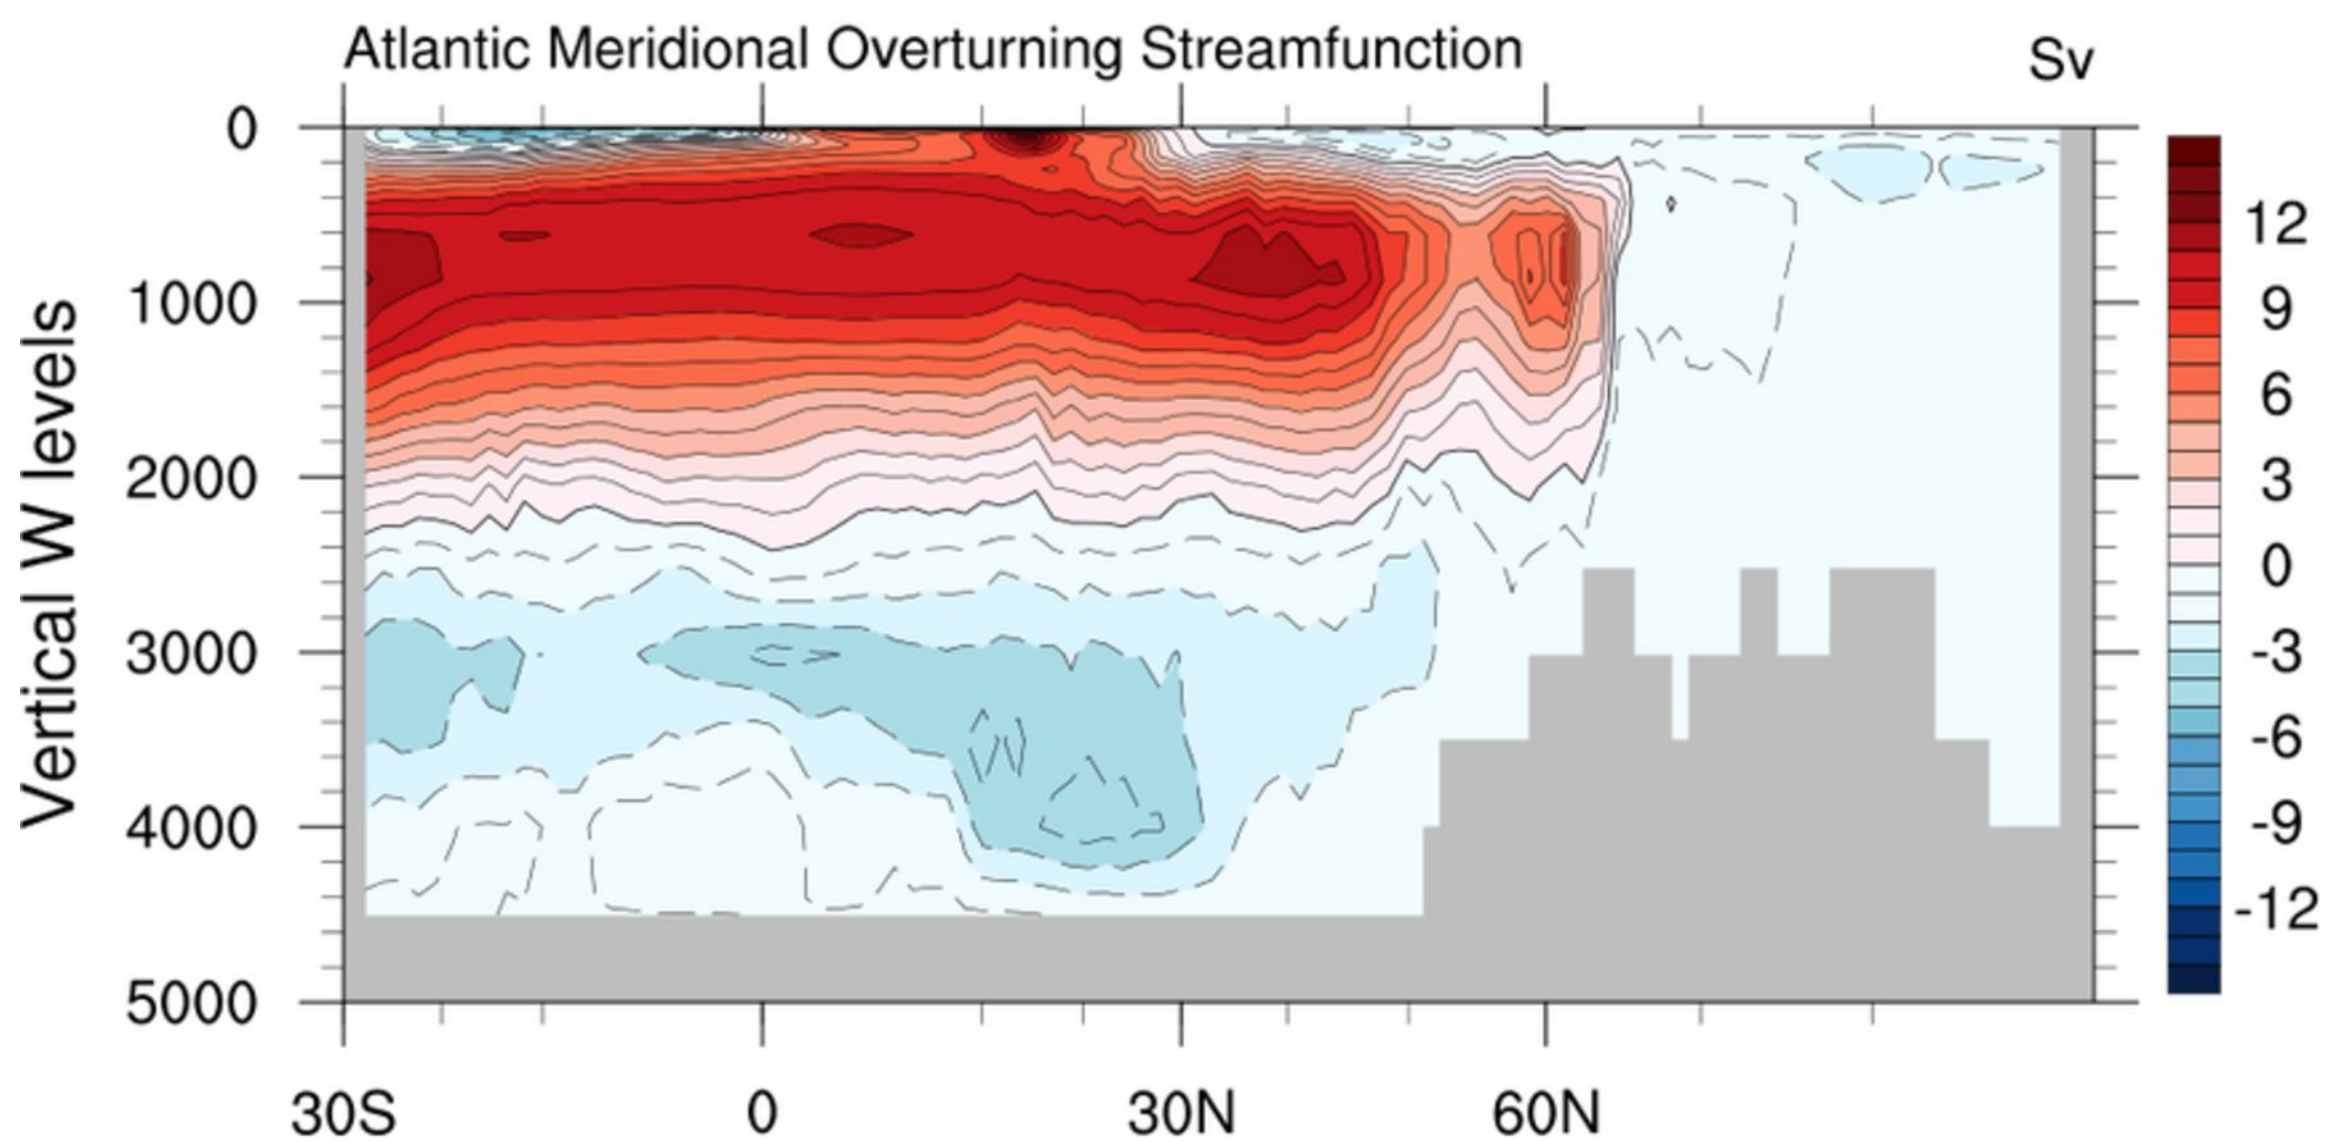 Atlantic Meridional Overturning Streamfunction
Sv
Vertical W levels
0
1000
2000
3000
4000
5000
30S
0
30N
60N
12
9
6
3
0
-3
-6
-9
-12